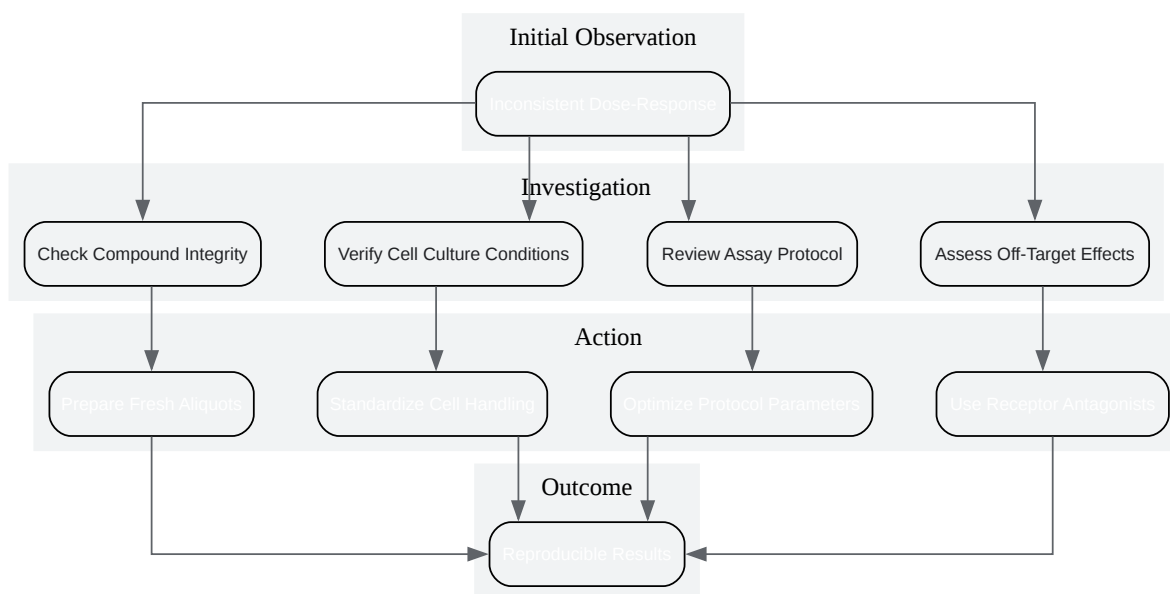 Initial Observation
Inconsistent Dose-Response
Investigation
Check Compound Integrity
Verify Cell Culture Conditions
Review Assay Protocol
Assess Off-Target Effects
Action
Prepare Fresh Aliquots
Standardize Cell Handling
Optimize Protocol Parameters
Use Receptor Antagonists
Outcome
Reproducible Results